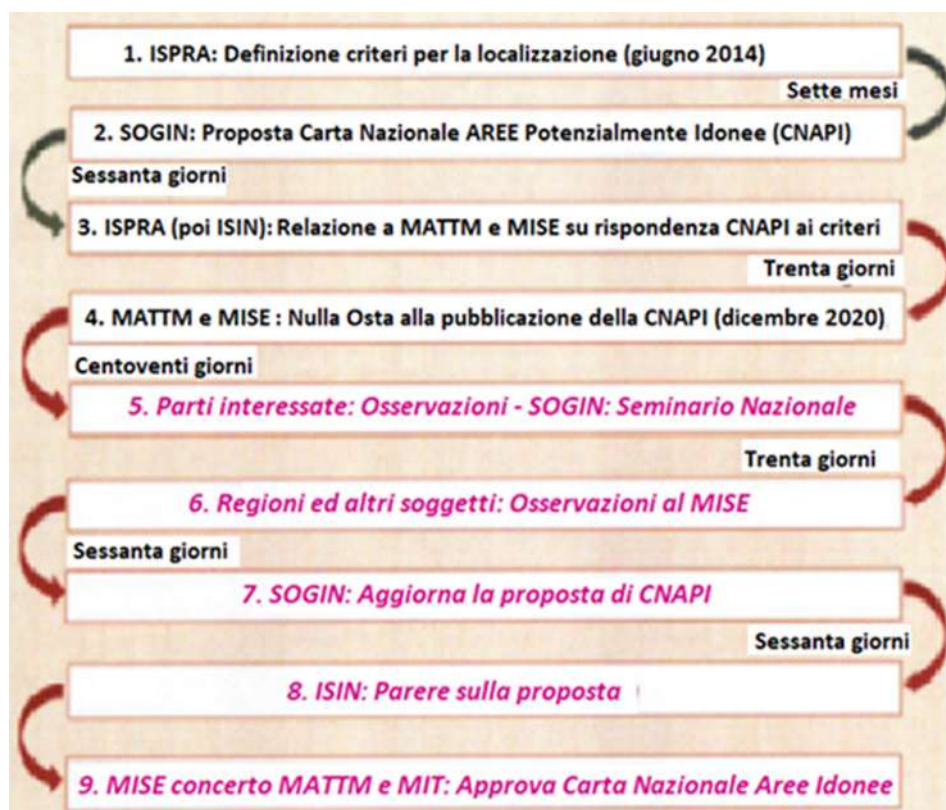 1. ISPRA: Definizione criteri per la localizzazione (giugno 2014)
Sette mesi
2. SOGIN: Proposta Carta Nazionale AREE Potenzialmente Idonee (CNAPI)
Sessanta giorni
3. ISPRA (poi ISIN): Relazione a MATTM e MISE su rispondenza CNAPI ai criteri
Trenta giorni
4. MATTM e MISE : Nulla Osta alla pubblicazione della CNAPI (dicembre 2020)
Centoventi giorni
5. Parti interessate: Osservazioni - SOGIN: Seminario Nazionale
Trenta giorni
6. Regioni ed altri soggetti: Osservazioni al MISE
Sessanta giorni
7. SOGIN: Aggiorna la proposta di CNAPI
Sessanta giorni
8. ISIN: Parere sulla proposta
9. MISE concerto MATTM e MIT: Approva Carta Nazionale Aree Idonee